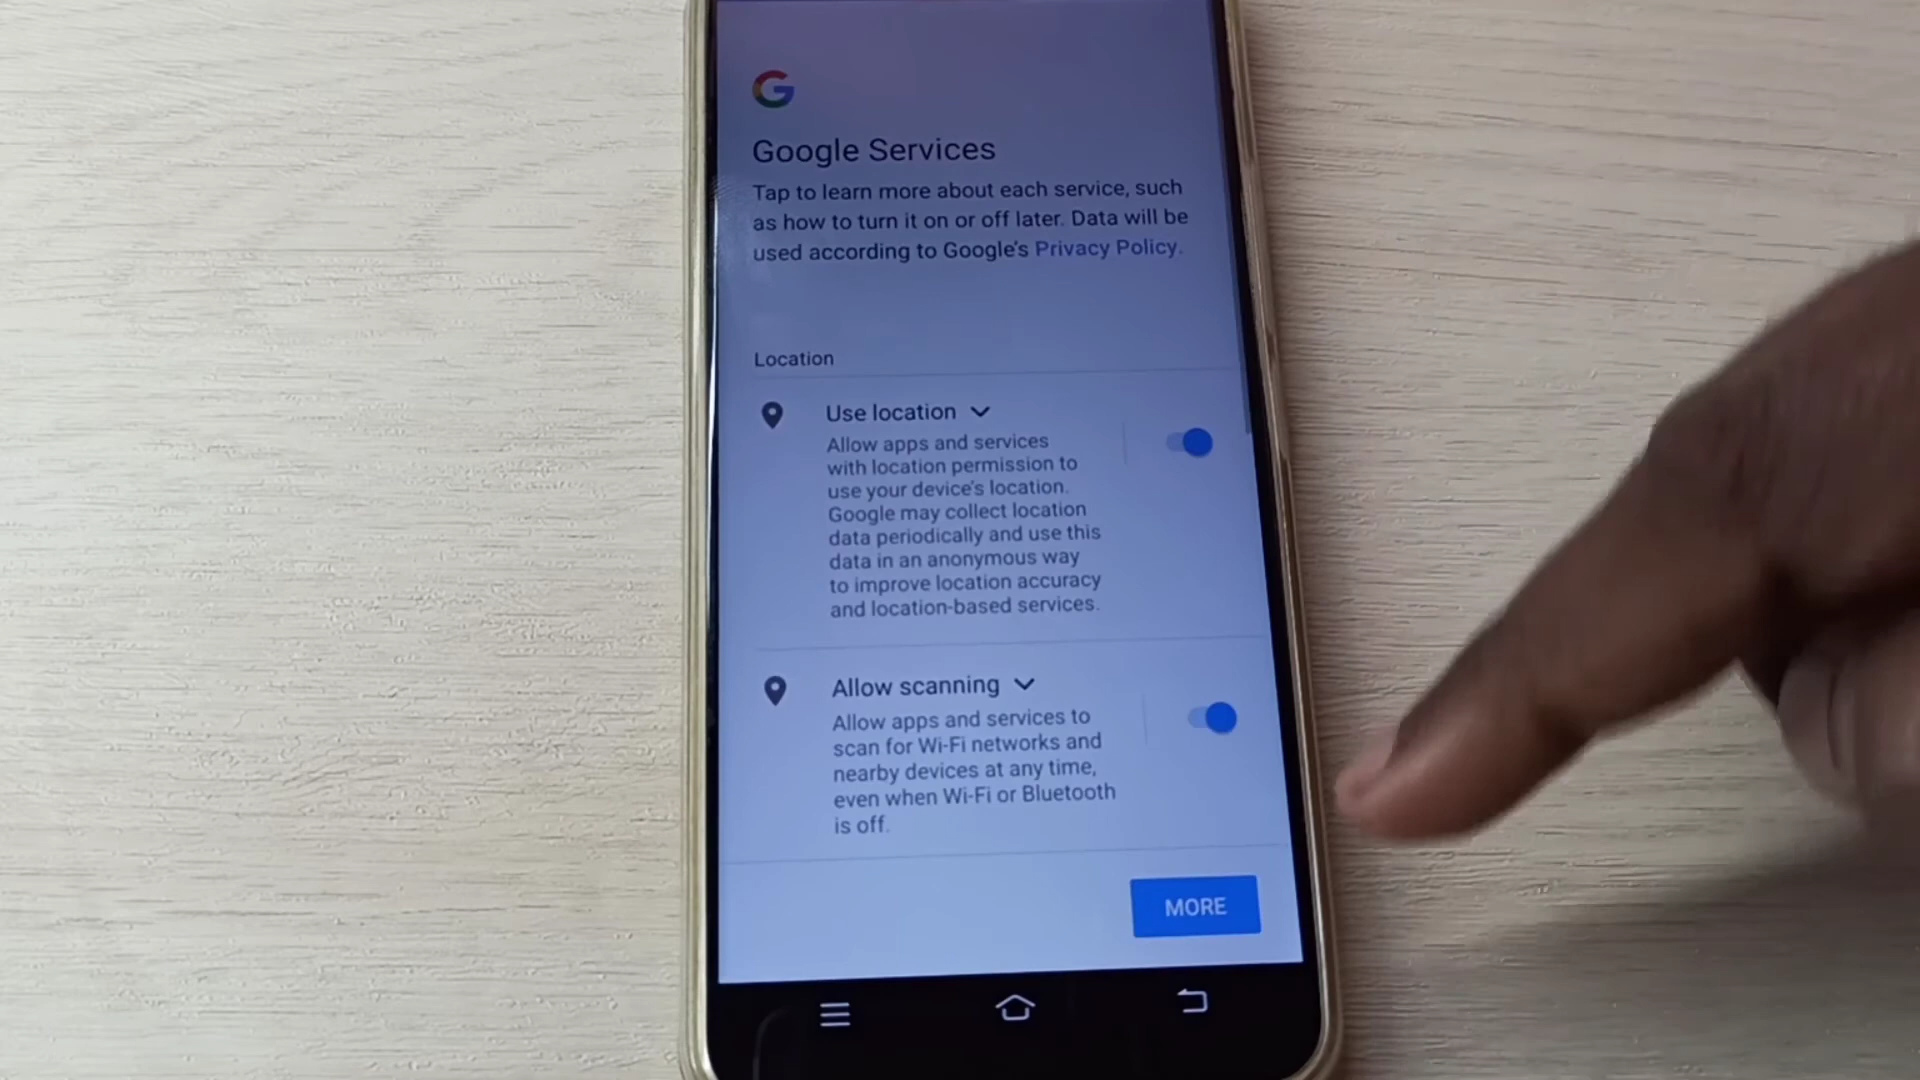 Google Services
Tap to learn more about each service, such
as how to turn it on or off later. Data will be
used according to Google's Privacy Policy.
Location
Use location
Allow apps and services
with location permission to
use your device's location.
Google may collect location
data periodically and use this
data in an anonymous way
to improve location accuracy
and location-based services.
Allow scanning
Allow apps and services to
scan for Wi-Fi networks and
nearby devices at any time,
even when Wi-Fi or Bluetooth
is off.
MORE